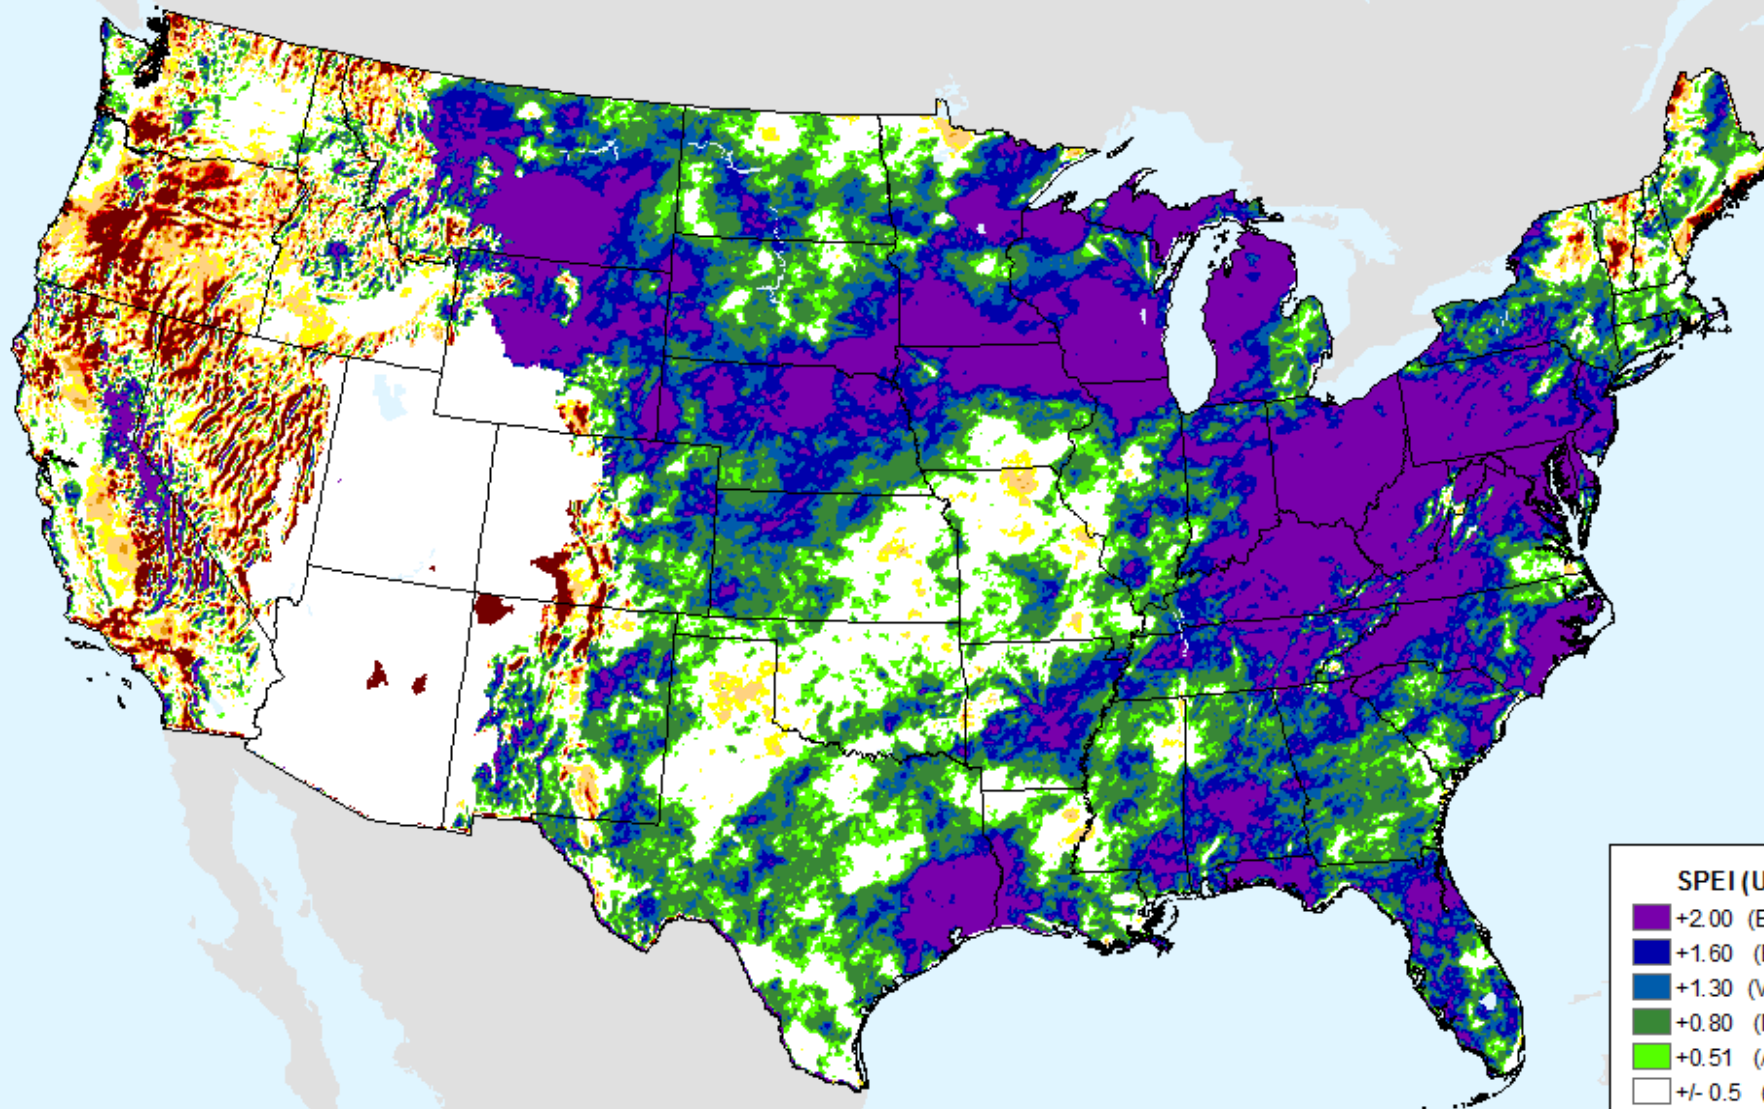 SPEI (U
+2.00 (E
+1.60 (
+1.30 (V
+0.80 (
+0.51 (
+/- 0.5 (